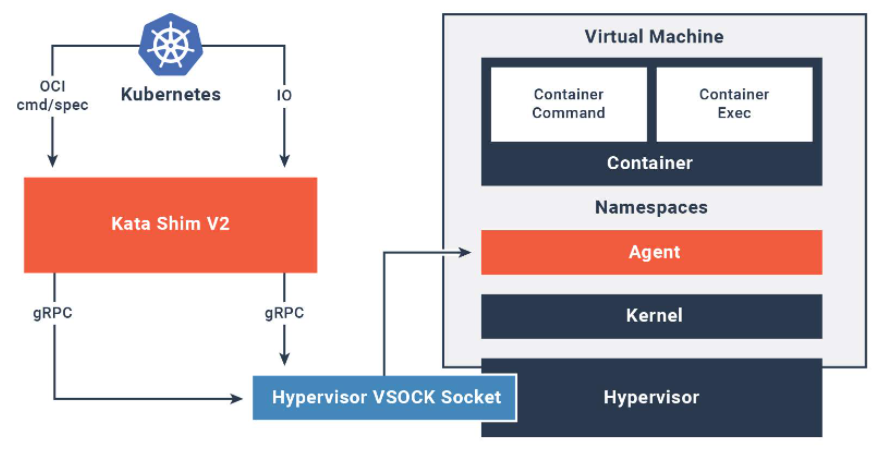 OCI
cmd/spec
Kubernetes
IO
Kata Shim V2
gRPC
gRPC
Hypervisor VSOCK Socket
Virtual Machine
Container
Command
Container
Exec
Container
Namespaces
Agent
Kernel
Hypervisor